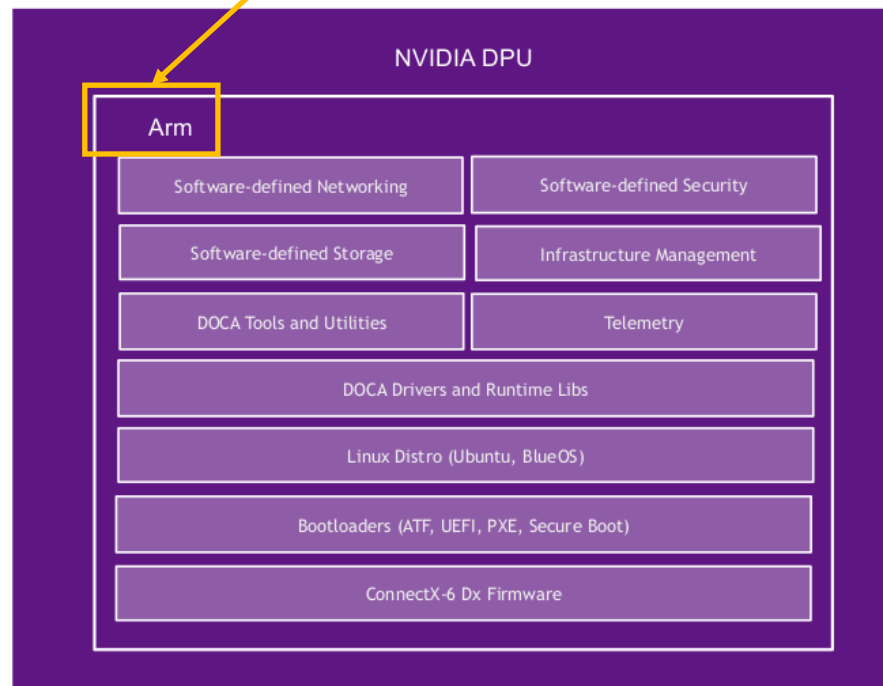 NVIDIA DPU
Arm
Software-defined Networking
Software-defined Security
Software-defined Storage
Infrastructure Management
DOCA Tools and Utilities
Telemetry
DOCA Drivers and Runtime Libs
Linux Distro (Ubuntu, BlueOS)
Bootloaders (ATF, UEFI, PXE, Secure Boot)
ConnectX-6 Dx Firmware